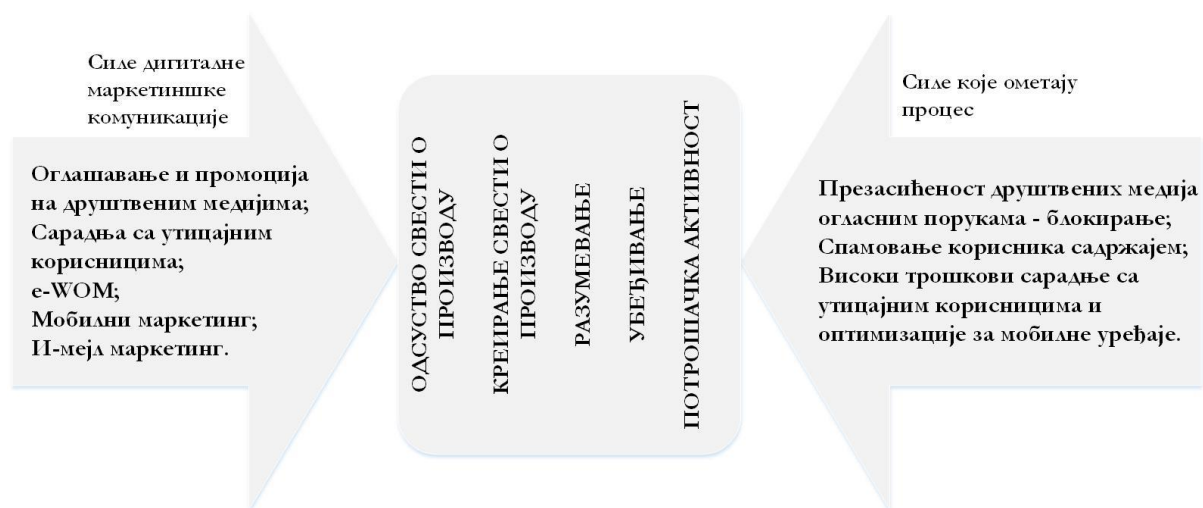 Силе дигиталне
маркетиншке
комуникације
Оглашавање и промоција
на друштвеним медијима;
Сарадња са утицајним
корисницима;
e-WOM;
Мобилни маркетинг;
И-мејл маркетинг.
ОДСУСТВО СВЕСТИ О
ПРОИЗВОДУ
КРЕИРАЊЕ СВЕСТИ О
ПРОИЗВОДУ
РАЗУМЕВАЊЕ
УБЕЂИВАЊЕ
ПОТРОШАЧКА АКТИВНОСТ
Силе које ометају
процес
Презасићеност друштвених медија
огласним порукама - блокирање;
Спамовање корисника садржајем;
Високи трошкови сарадње са
утицајним корисницима и
оптимизације за мобилне уређаје.